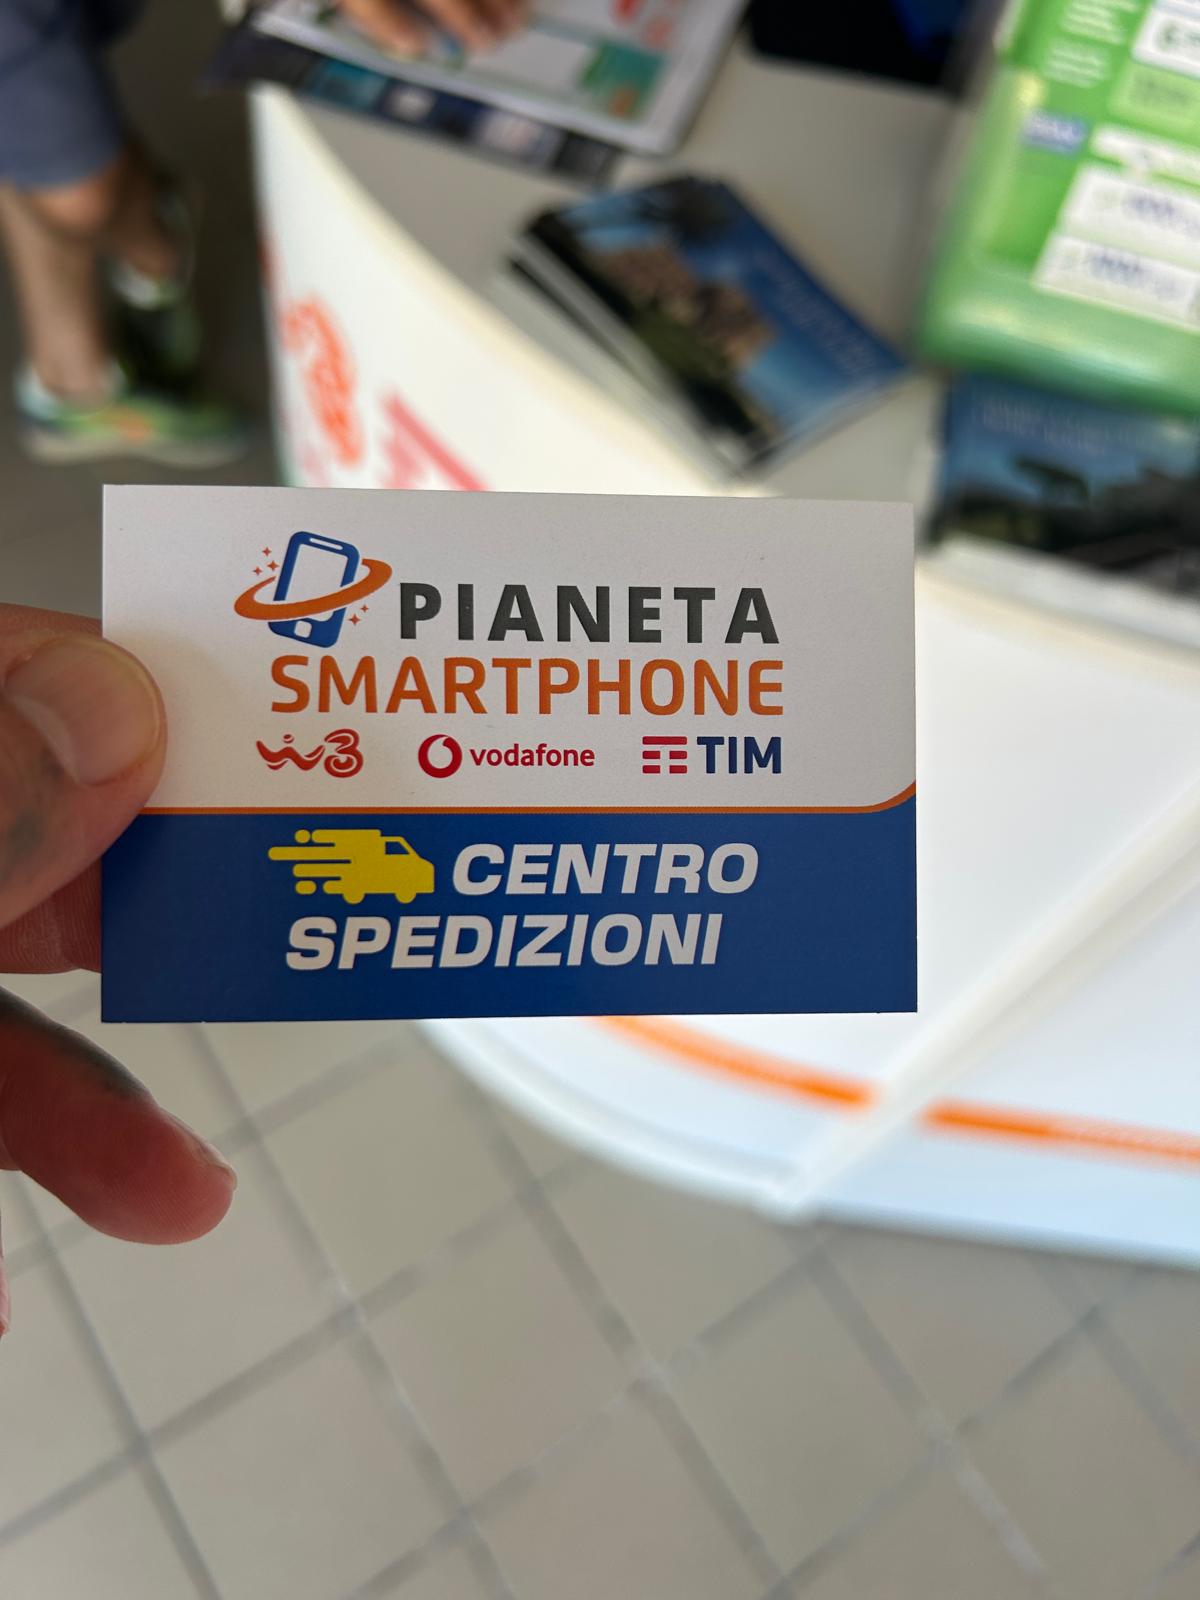 PIANETA
SMARTPHONE
W3 vodafone TIM
CENTRO
SPEDIZIONI